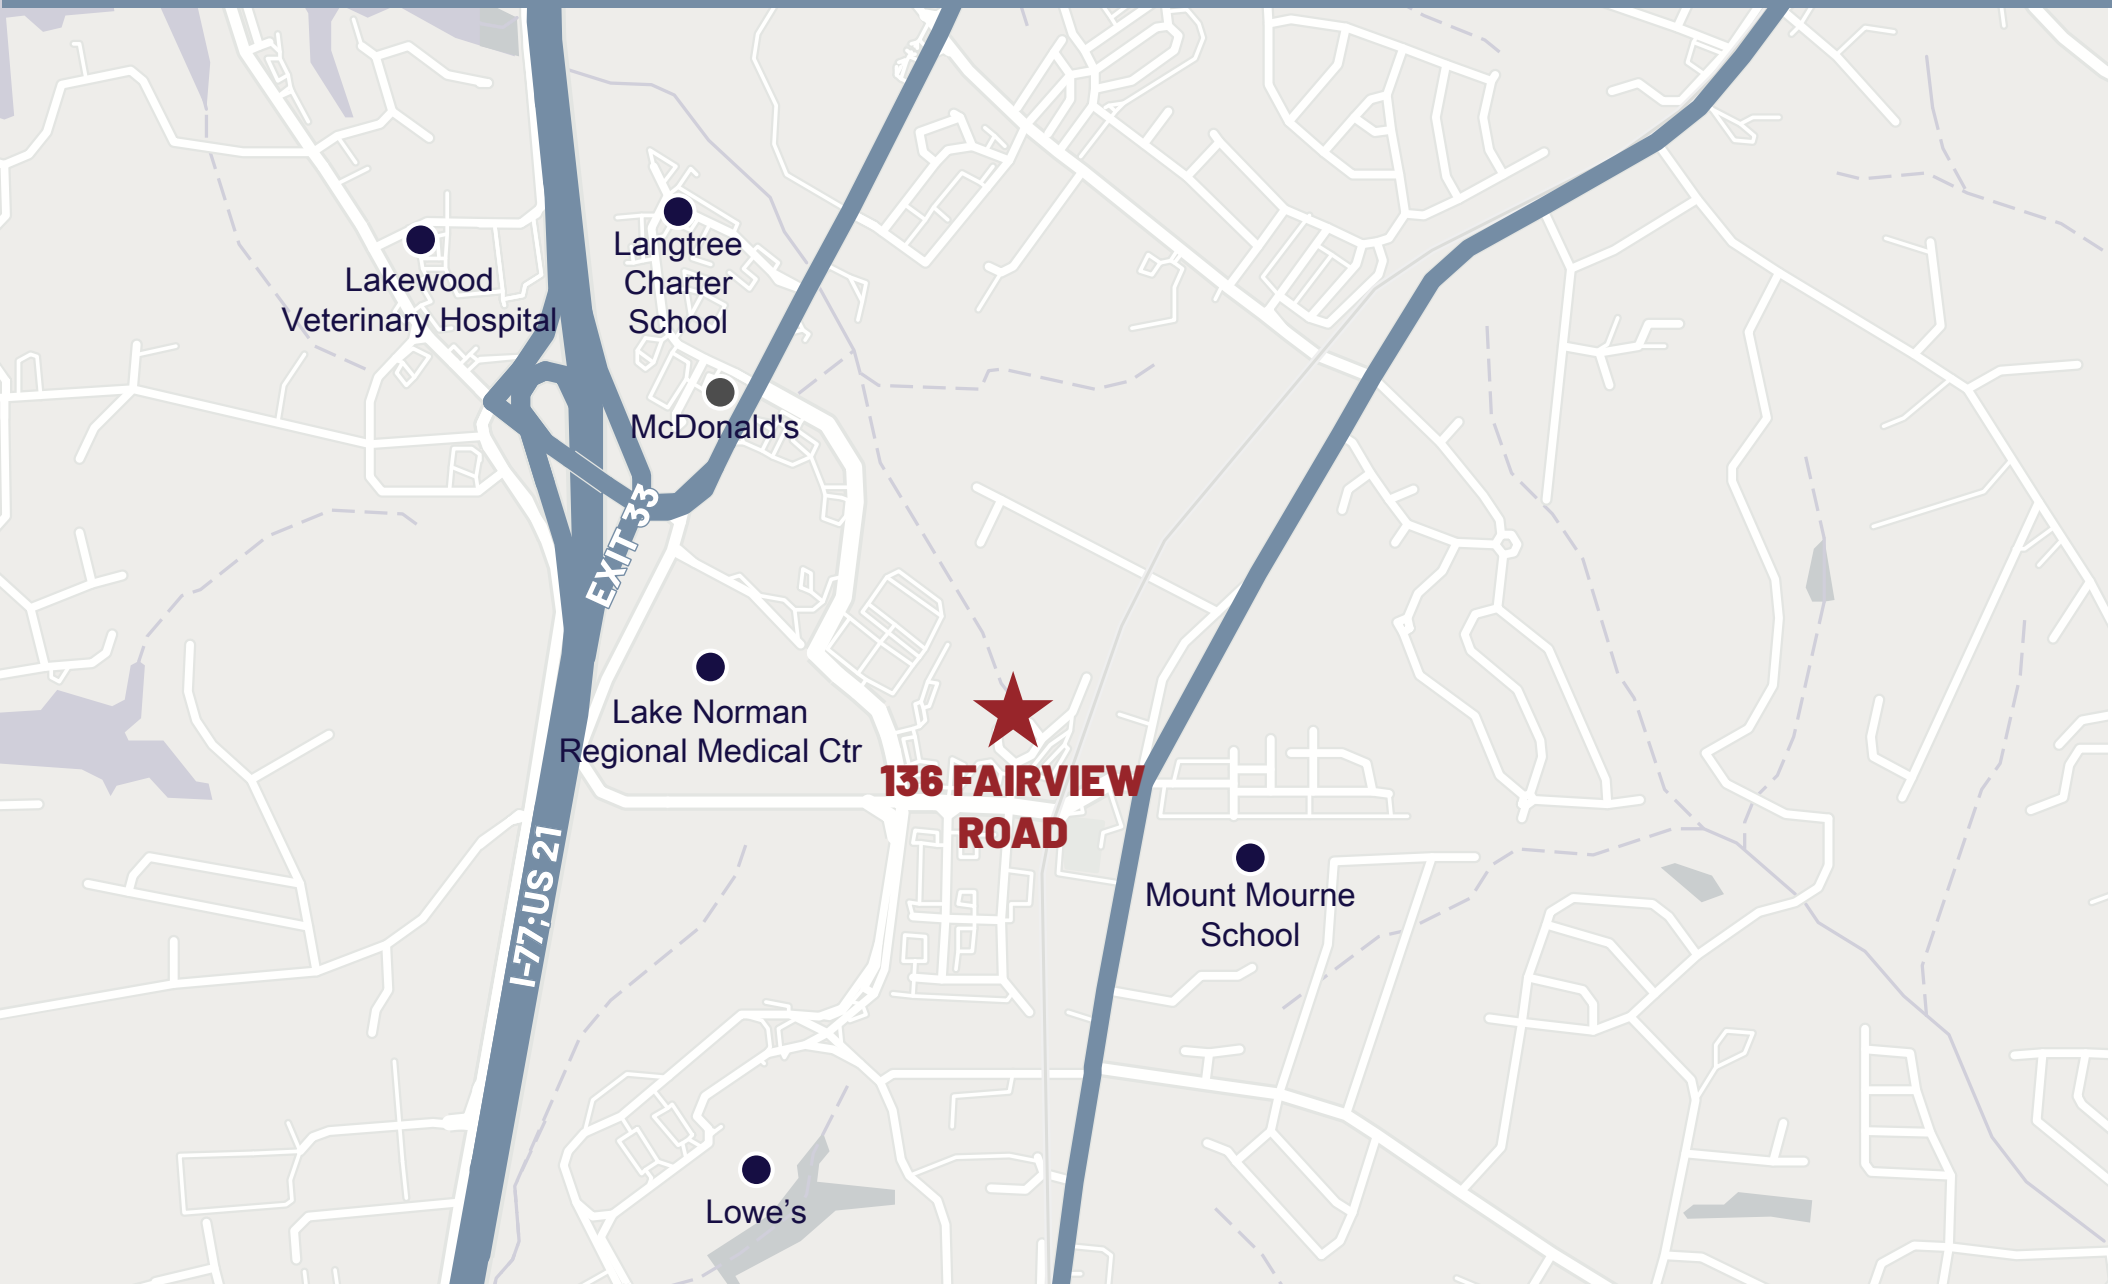 Langtree
Charter
School
Lakewood
Veterinary Hospital
McDonald's
EXIT 33
Lake Norman
Regional Medical Ctr
136 FAIRVIEW
ROAD
I-77;US 21
Mount Mourne
School
Lowe’s